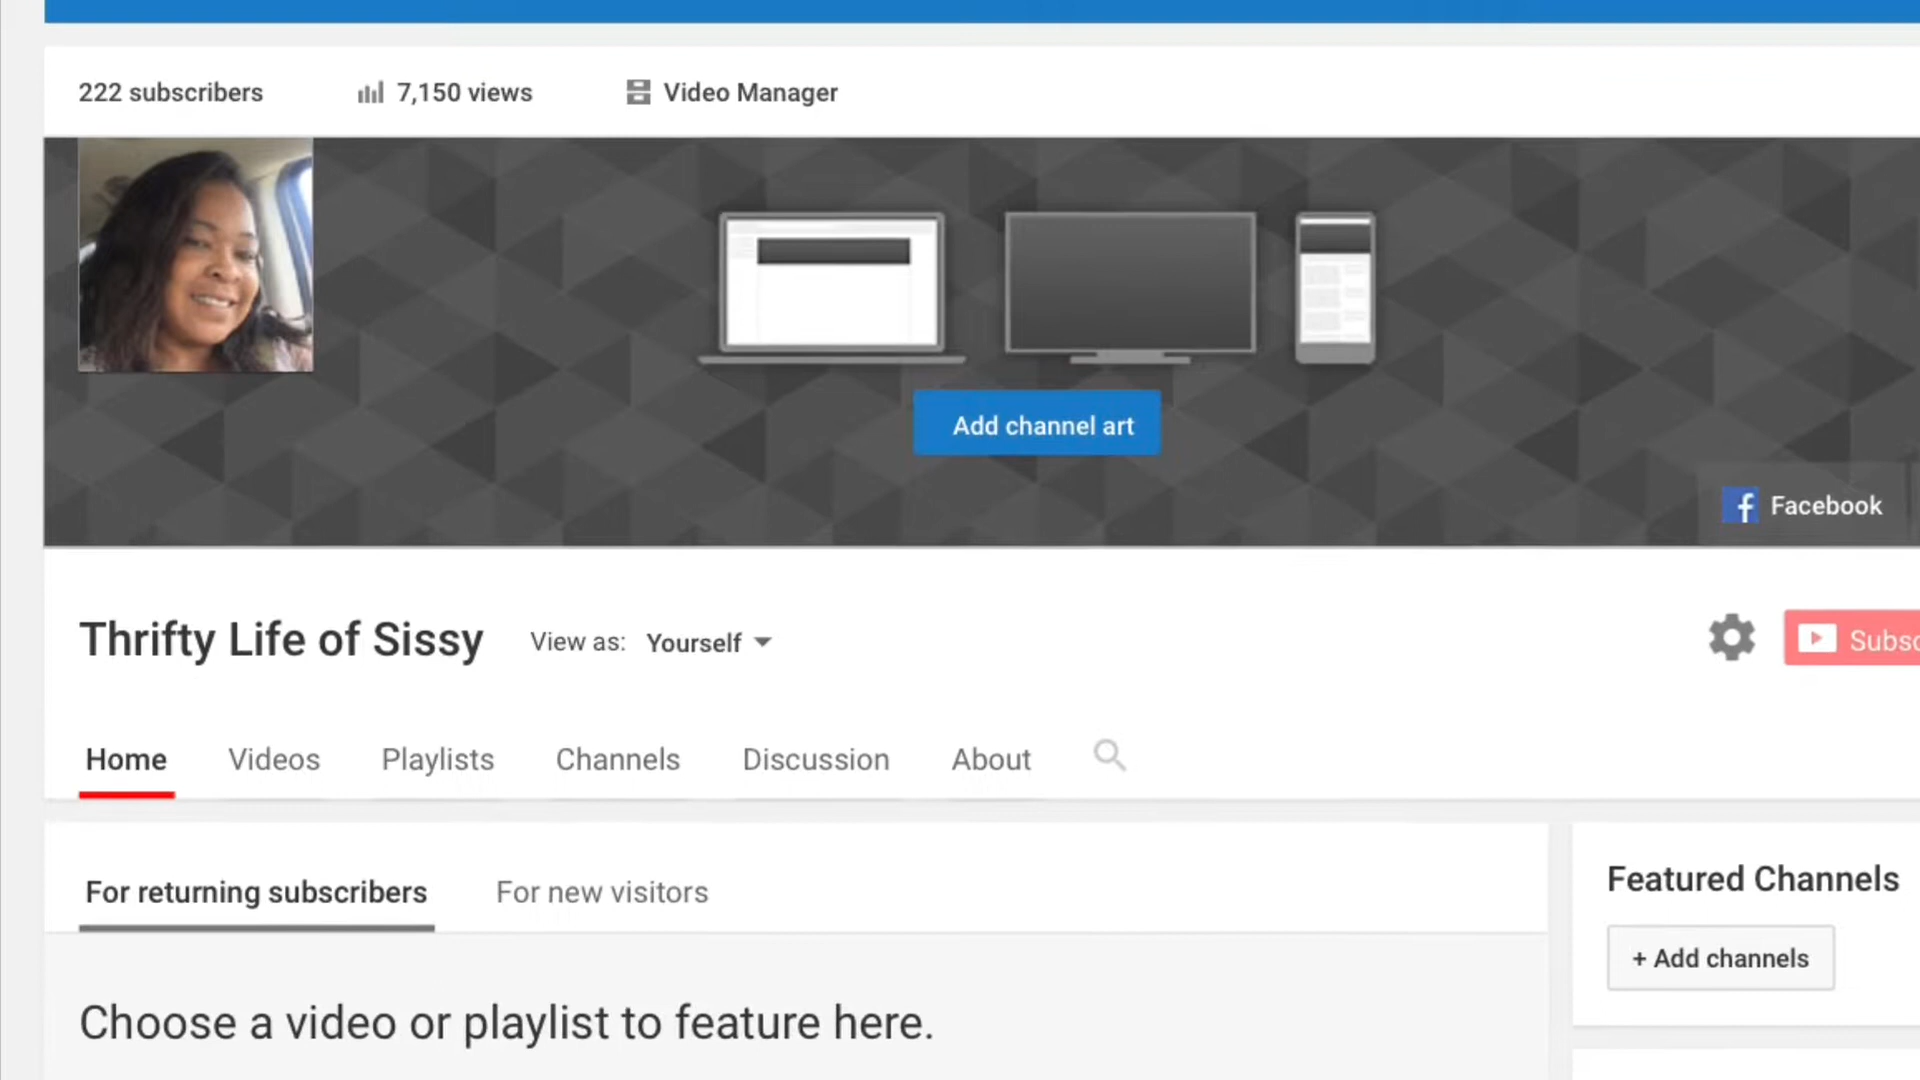 222 subscribers
7,150 views
Video Manager
Add channel art
Facebook
Thrifty Life of Sissy
View as: Yourself
Home
Videos
Playlists
Channels
Discussion
About
For returning subscribers
For new visitors
Featured Channels
+ Add channels
Choose a video or playlist to feature here.